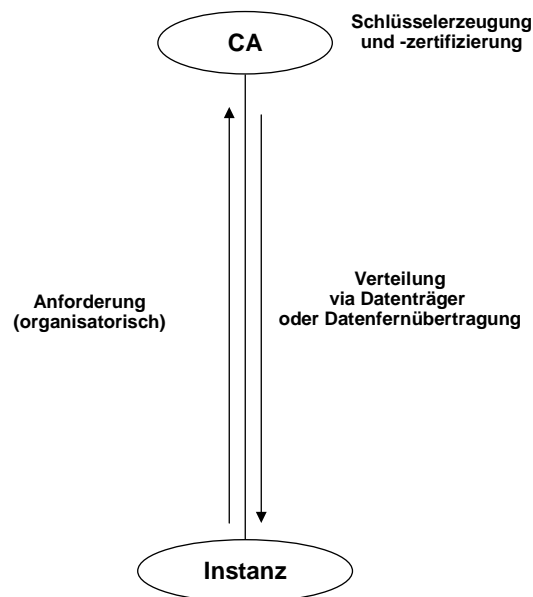 CA
Schlüsselerzeugung
und -zertifizierung
Anforderung
(organisatorisch)
Verteilung
via Datenträger
oder Datenfernübertragung
Instanz